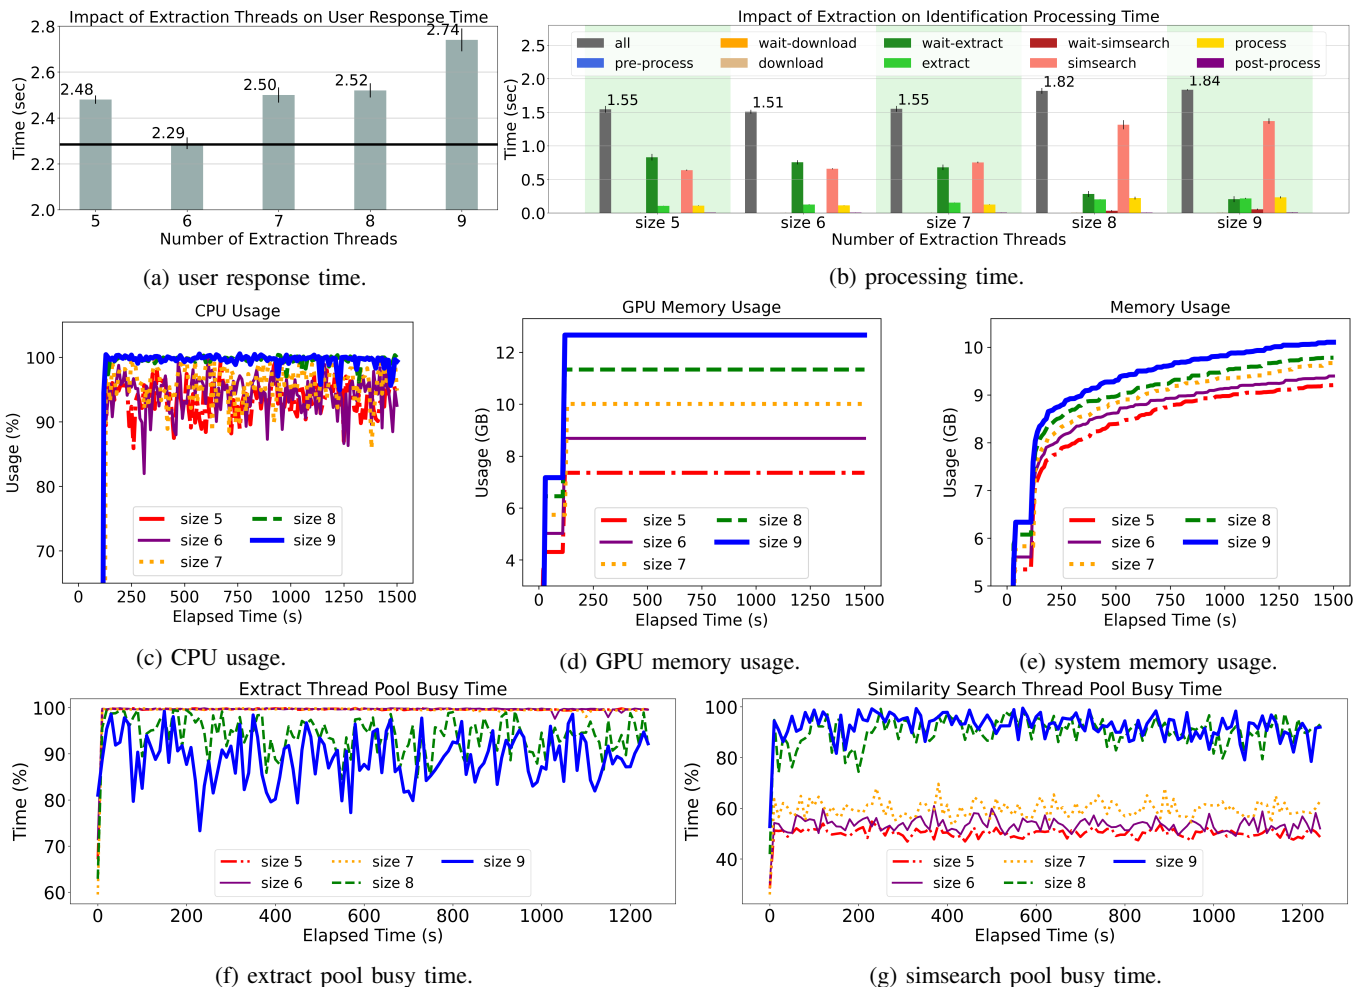 Impact of Extraction Threads on User Response Time
2.8
2.6
2.4
2.2
2.0
Time (sec)
2.48
2.29
2.50
2.52
2.74
5 6 7 8 9
Number of Extraction Threads
(a) user response time.
Impact of Extraction on Identification Processing Time
2.5
2.0
1.5
1.0
0.5
0.0
Time (sec)
all wait-download wait-extract wait-simsearch process
pre-process download extract simsearch post-process
1.55
1.51
1.55
1.82
1.84
size 5 size 6 size 7 size 8 size 9
Number of Extraction Threads
(b) processing time.
CPU Usage
100
90
80
70
Usage (%)
size 5 size 8
size 6 size 9
size 7
0 250 500 750 1000 1250 1500
Elapsed Time (s)
(c) CPU usage.
GPU Memory Usage
12
10
8
6
4
Usage (GB)
size 5 size 8
size 6 size 9
size 7
0 250 500 750 1000 1250 1500
Elapsed Time (s)
(d) GPU memory usage.
Memory Usage
10
9
8
7
6
5
Usage (GB)
size 5 size 8
size 6 size 9
size 7
0 250 500 750 1000 1250 1500
Elapsed Time (s)
(e) system memory usage.
Extract Thread Pool Busy Time
100
90
80
70
60
Time (%)
size 5 size 7 size 9
size 6 size 8
0 200 400 600 800 1000 1200
Elapsed Time (s)
(f) extract pool busy time.
Similarity Search Thread Pool Busy Time
100
80
60
40
Time (%)
size 5 size 7 size 9
size 6 size 8
0 200 400 600 800 1000 1200
Elapsed Time (s)
(g) simsearch pool busy time.